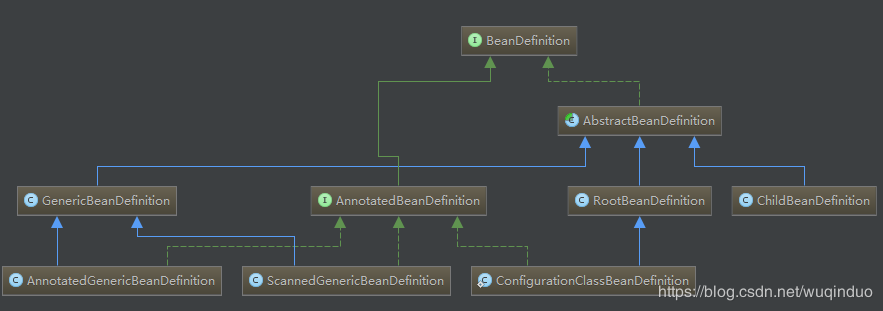 I BeanDefinition
C AbstractBeanDefinition
C GenericBeanDefinition
I AnnotatedBeanDefinition
C RootBeanDefinition
C ChildBeanDefinition
C AnnotatedGenericBeanDefinition
C ScannedGenericBeanDefinition
C ConfigurationClassBeanDefinition
https://blog.csdn.net/wuqinduo